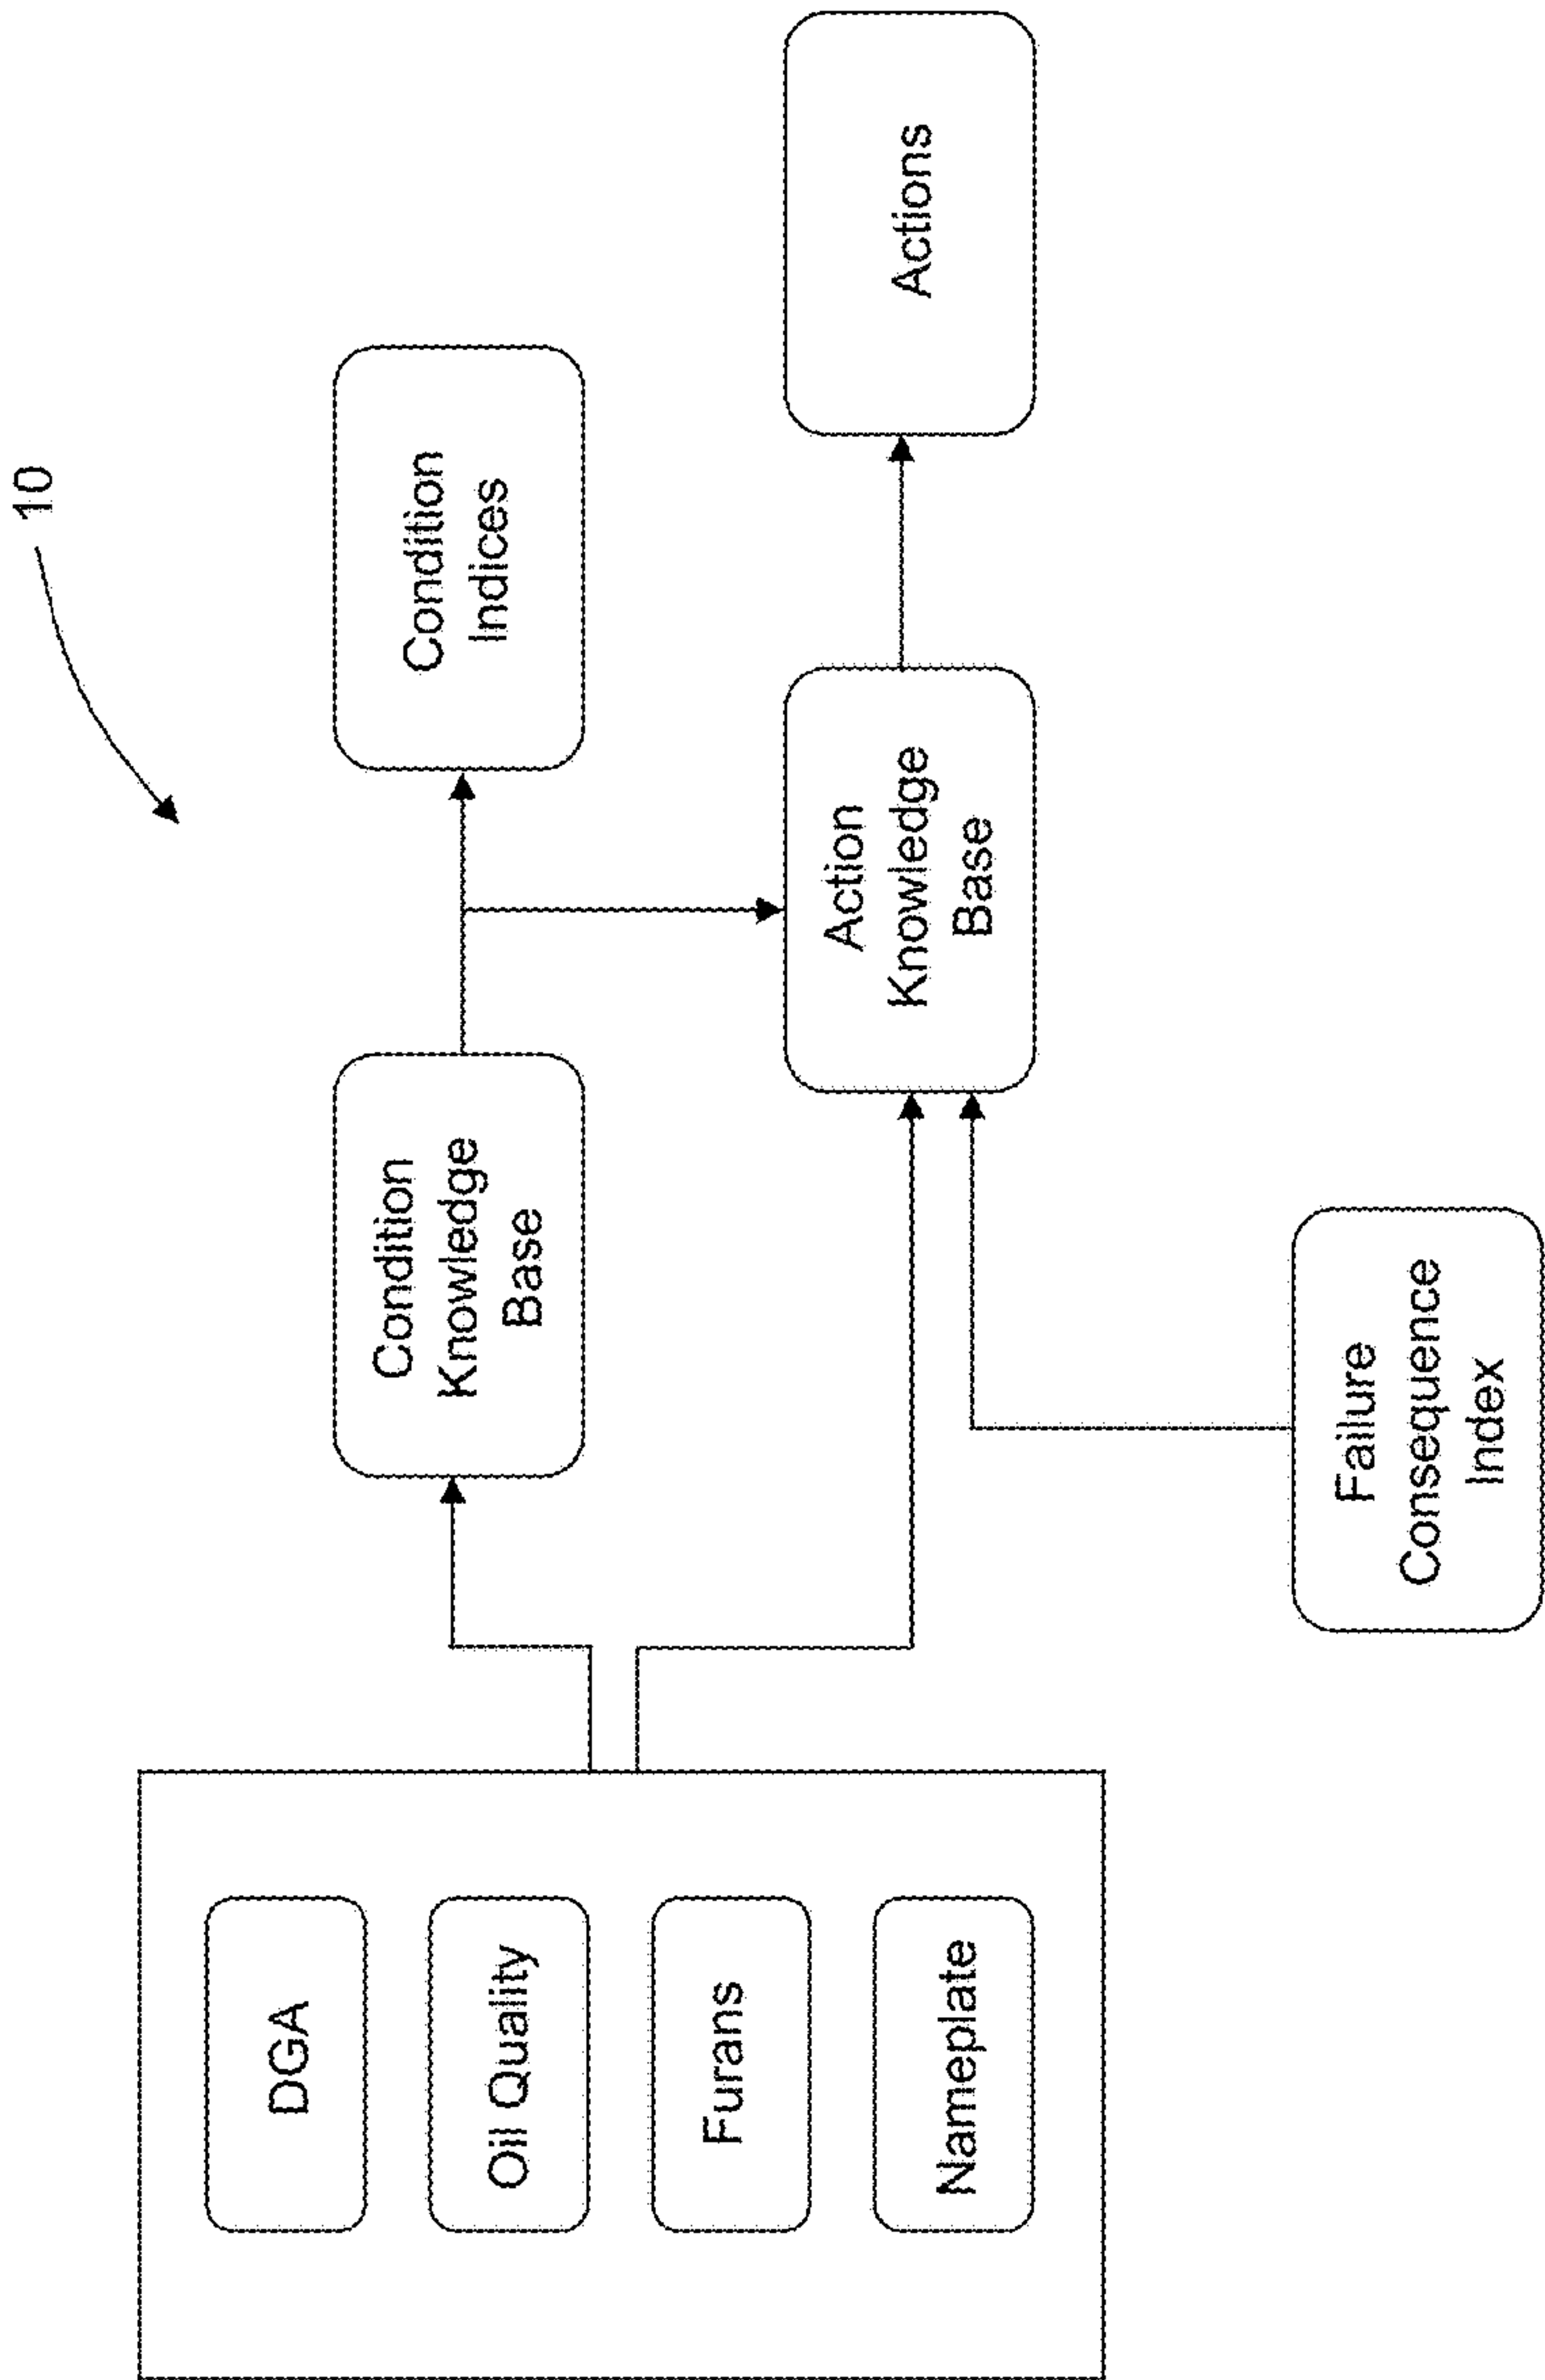 10
DGA
Oil Quality
Furans
Nameplate
Condition
Knowledge
Base
Condition
Indices
Action
Knowledge
Base
Actions
Failure
Consequence
Index